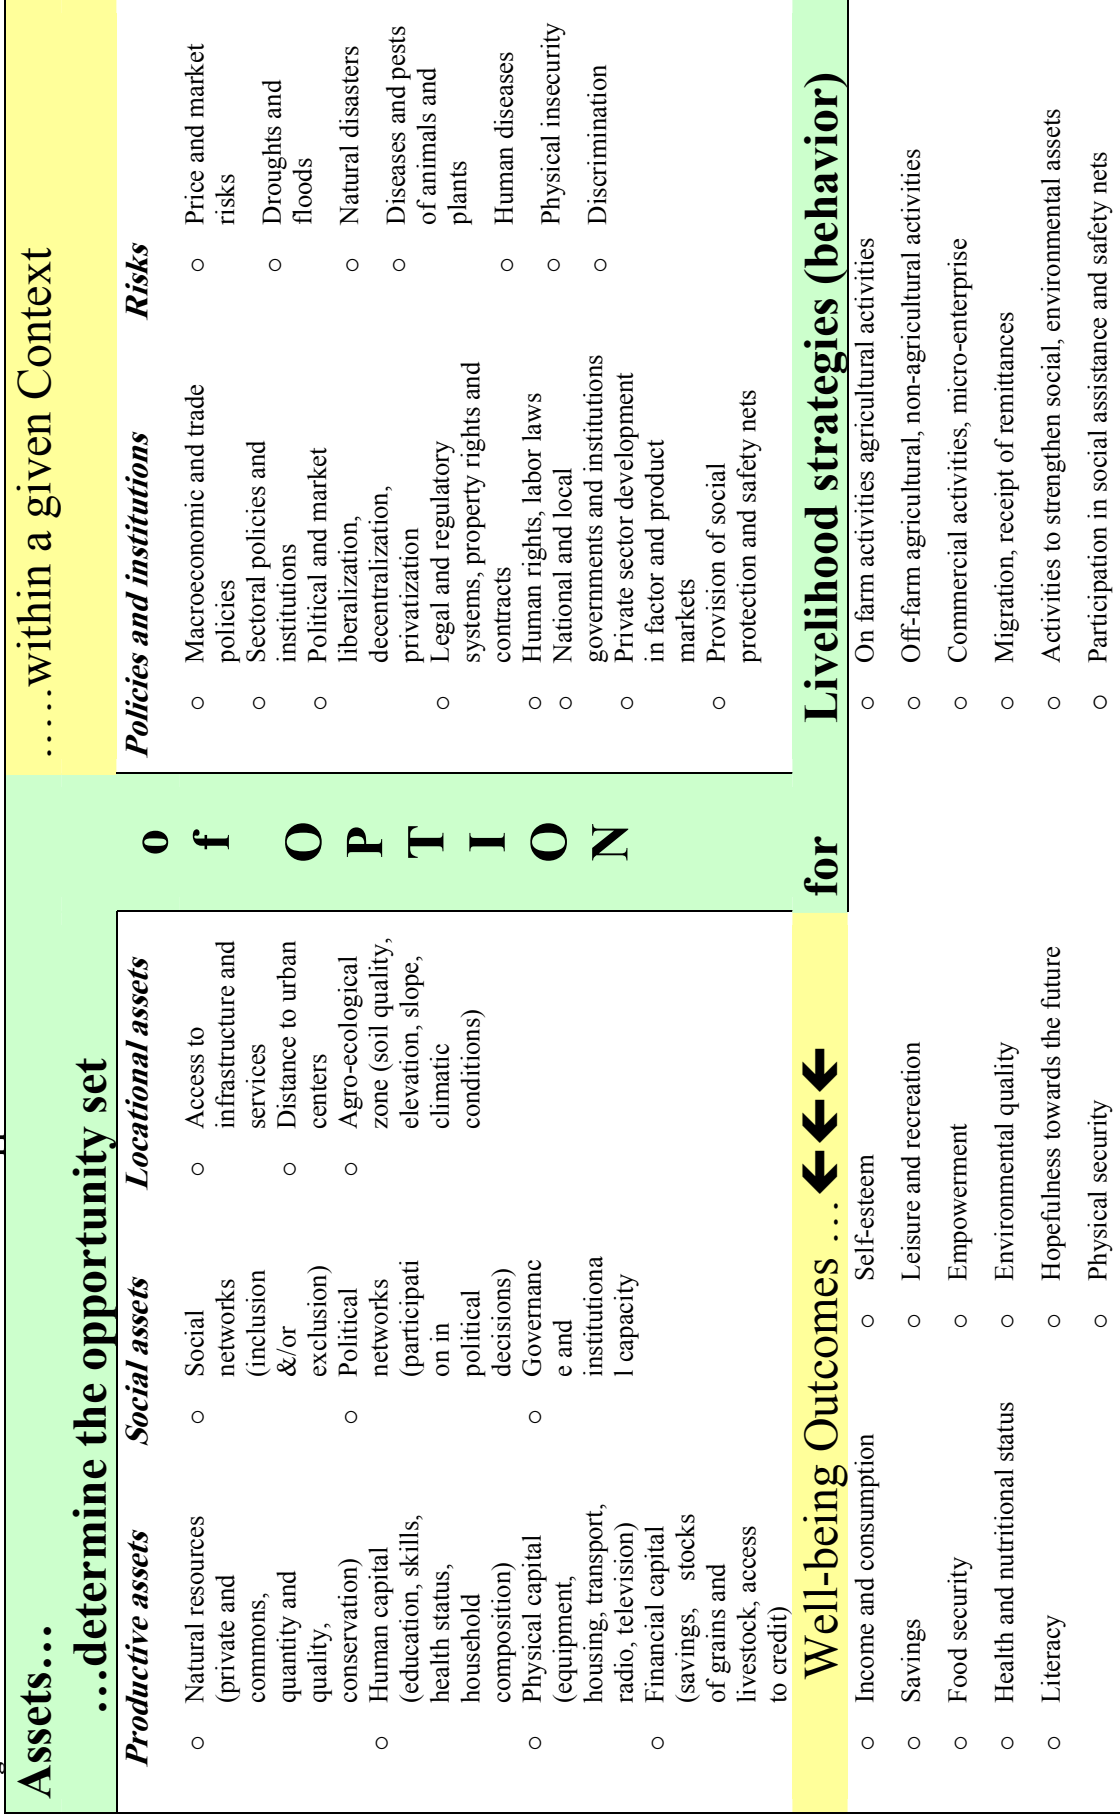 Assets…
…determine the opportunity set
…..within a given Context
Productive assets
○ Natural resources
(private and
commons,
quantity and
quality,
conservation)
○ Human capital
(education, skills,
health status,
household
composition)
○ Physical capital
(equipment,
housing, transport,
radio, television)
○ Financial capital
(savings, stocks
of grains and
livestock, access
to credit)
Social assets
○ Social
networks
(inclusion
&/or
exclusion)
○ Political
networks
(participati
on in
political
decisions)
○ Governanc
e and
institutiona
l capacity
Locational assets
○ Access to
infrastructure and
services
○ Distance to urban
centers
○ Agro-ecological
zone (soil quality,
elevation, slope,
climatic
conditions)
o
f
O
P
T
I
O
N
Policies and institutions
○ Macroeconomic and trade
policies
○ Sectoral policies and
institutions
○ Political and market
liberalization,
decentralization,
privatization
○ Legal and regulatory
systems, property rights and
contracts
○ Human rights, labor laws
○ National and local
governments and institutions
○ Private sector development
in factor and product
markets
○ Provision of social
protection and safety nets
Risks
○ Price and market
risks
○ Droughts and
floods
○ Natural disasters
○ Diseases and pests
of animals and
plants
○ Human diseases
○ Physical insecurity
○ Discrimination
Well-being Outcomes … 🡸🡸🡸
for Livelihood strategies (behavior)
○ Income and consumption
○ Savings
○ Food security
○ Health and nutritional status
○ Literacy
○ Self-esteem
○ Leisure and recreation
○ Empowerment
○ Environmental quality
○ Hopefulness towards the future
○ Physical security
○ On farm activities agricultural activities
○ Off-farm agricultural, non-agricultural activities
○ Commercial activities, micro-enterprise
○ Migration, receipt of remittances
○ Activities to strengthen social, environmental assets
○ Participation in social assistance and safety nets